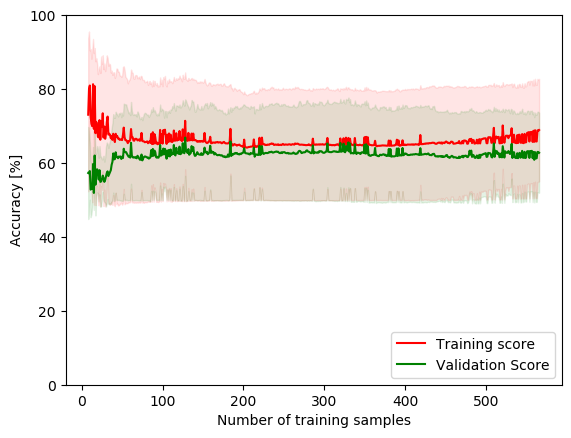 100
80
60
40
20
0
Accuracy [%]
0 100 200 300 400 500
Number of training samples
Training score
Validation Score